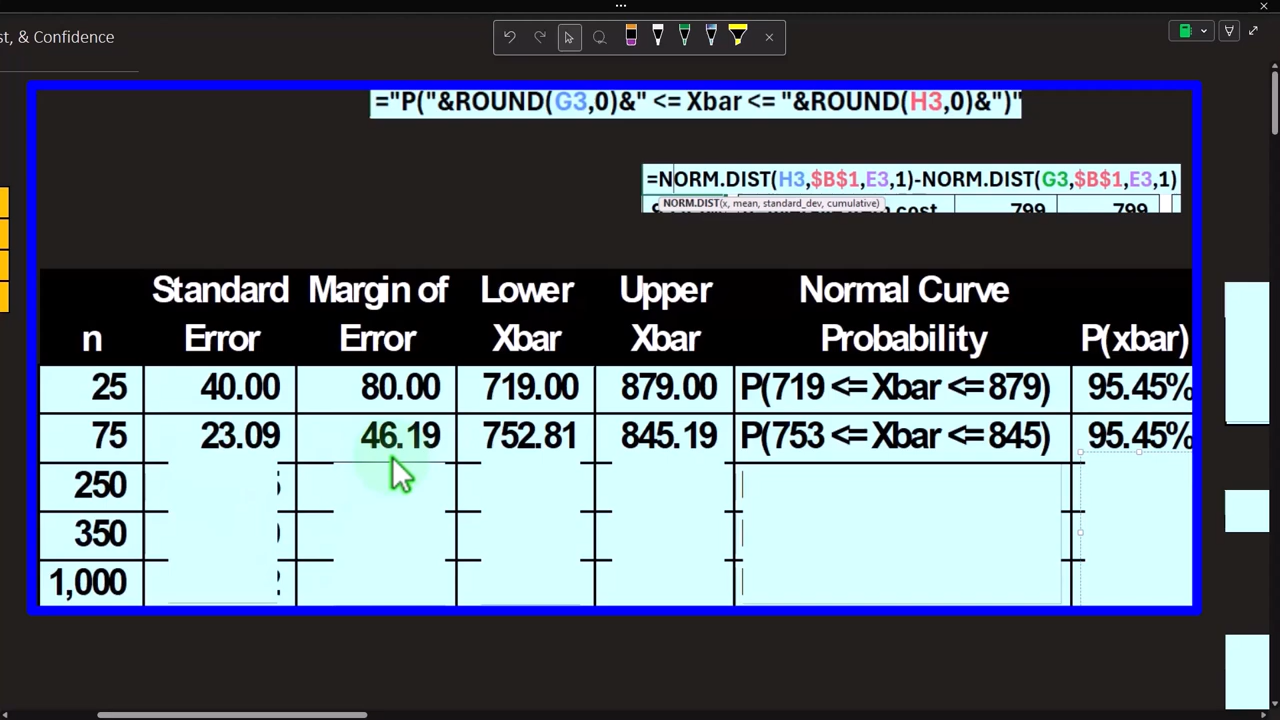 st, & Confidence
="P("&ROUND(G3,0)&" <= Xbar <= "&ROUND(H3,0)&")"
=NORM.DIST(H3,$B$1,E3,1)-NORM.DIST(G3,$B$1,E3,1)
NORM.DIST(x, mean, standard_dev, cumulative)
cost 799 799
n Standard Error Margin of Error Lower Xbar Upper Xbar Normal Curve Probability P(xbar)
25 40.00 80.00 719.00 879.00 P(719 <= Xbar <= 879) 95.45%
75 23.09 46.19 752.81 845.19 P(753 <= Xbar <= 845) 95.45%
250
350
1,000